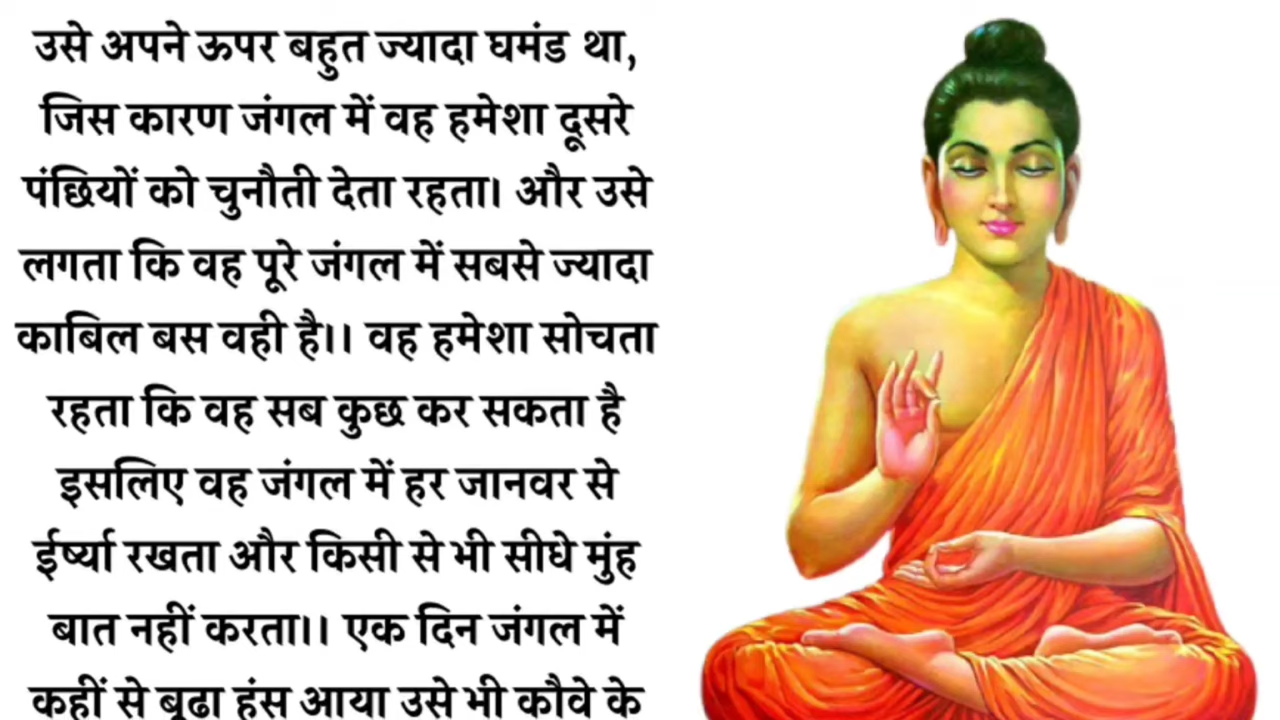 उसे अपने ऊपर बहुत ज्यादा घमंड था,
जिस कारण जंगल में वह हमेशा दूसरे
पंछियों को चुनौती देता रहता। और उसे
लगता कि वह पूरे जंगल में सबसे ज्यादा
काबिल बस वही है।। वह हमेशा सोचता
रहता कि वह सब कुछ कर सकता है
इसलिए वह जंगल में हर जानवर से
ईर्ष्या रखता और किसी से भी सीधे मुंह
बात नहीं करता।। एक दिन जंगल में
कहीं से बूढा हंस आया उसे भी कौवे के